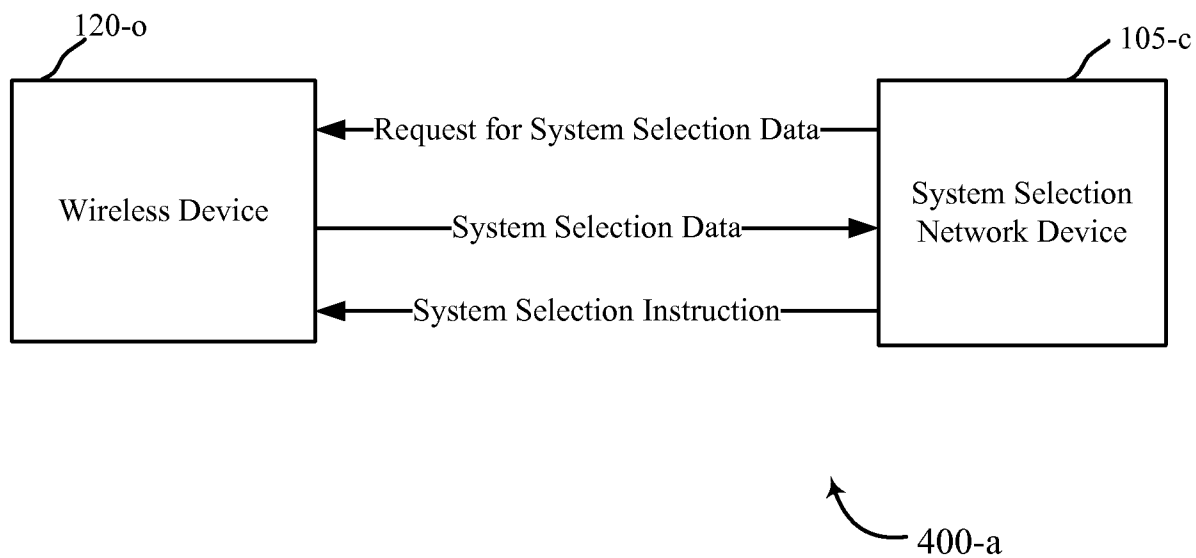 120-o
105-c
Request for System Selection Data
Wireless Device
System Selection
Network Device
System Selection Data
System Selection Instruction
400-a